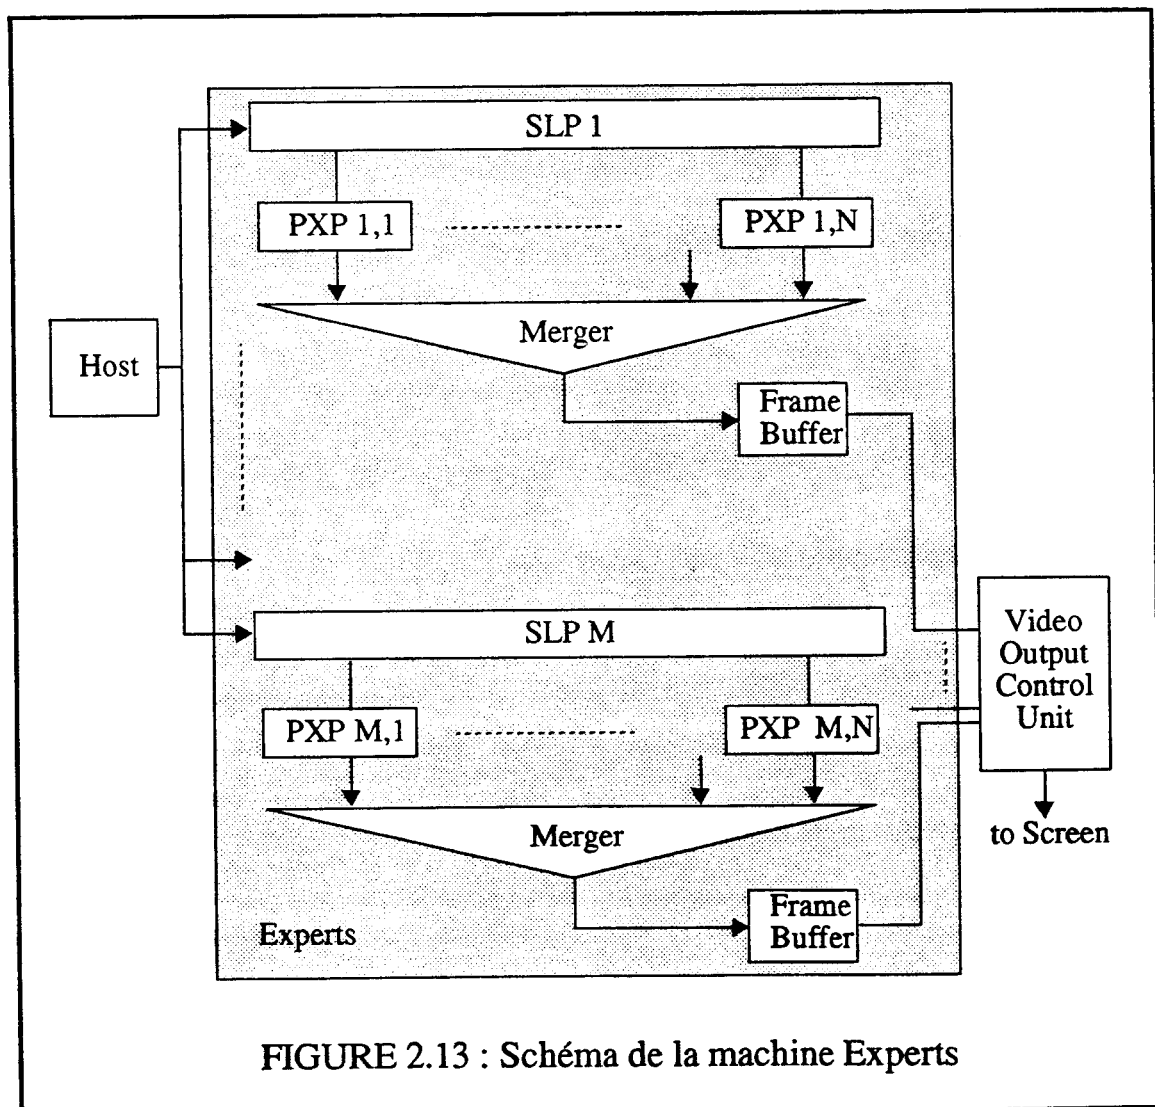 SLP 1
PXP 1,1
PXP 1,N
Merger
Host
Frame
Buffer
SLP M
Video
Output
Control
Unit
PXP M,1
PXP M,N
Merger
to Screen
Frame
Buffer
Experts
FIGURE 2.13 : Schéma de la machine Experts